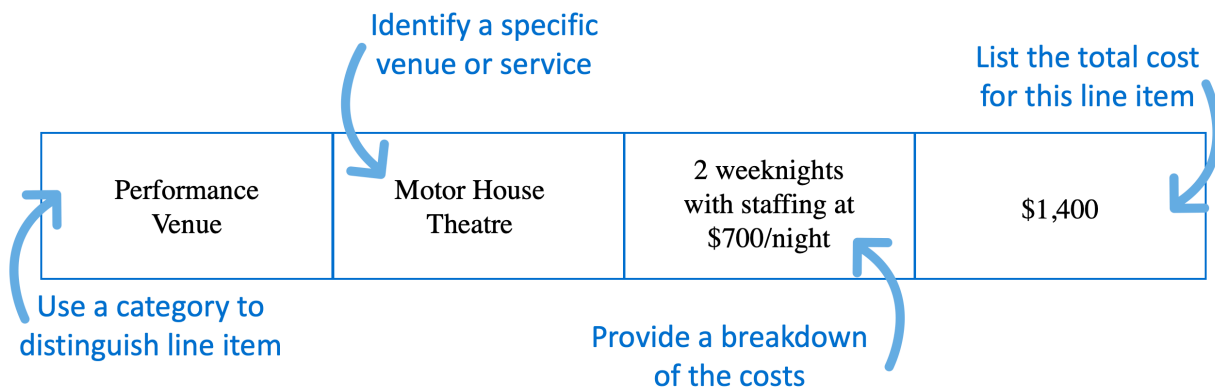 Identify a specific
venue or service
List the total cost
for this line item
Performance
Venue
Motor House
Theatre
2 weeknights
with staffing at
$700/night
$1,400
Use a category to
distinguish line item
Provide a breakdown
of the costs